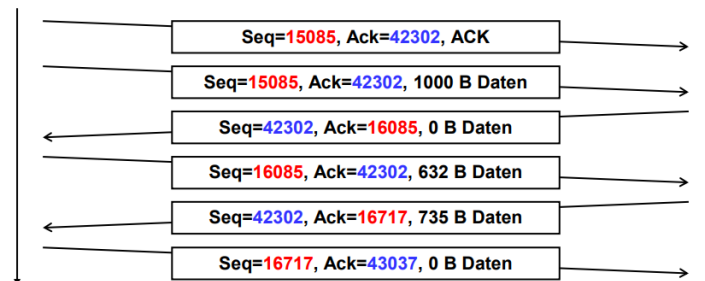 Seq=15085, Ack=42302, ACK
Seq=15085, Ack=42302, 1000 B Daten
Seq=42302, Ack=16085, 0 B Daten
Seq=16085, Ack=42302, 632 B Daten
Seq=42302, Ack=16717, 735 B Daten
Seq=16717, Ack=43037, 0 B Daten